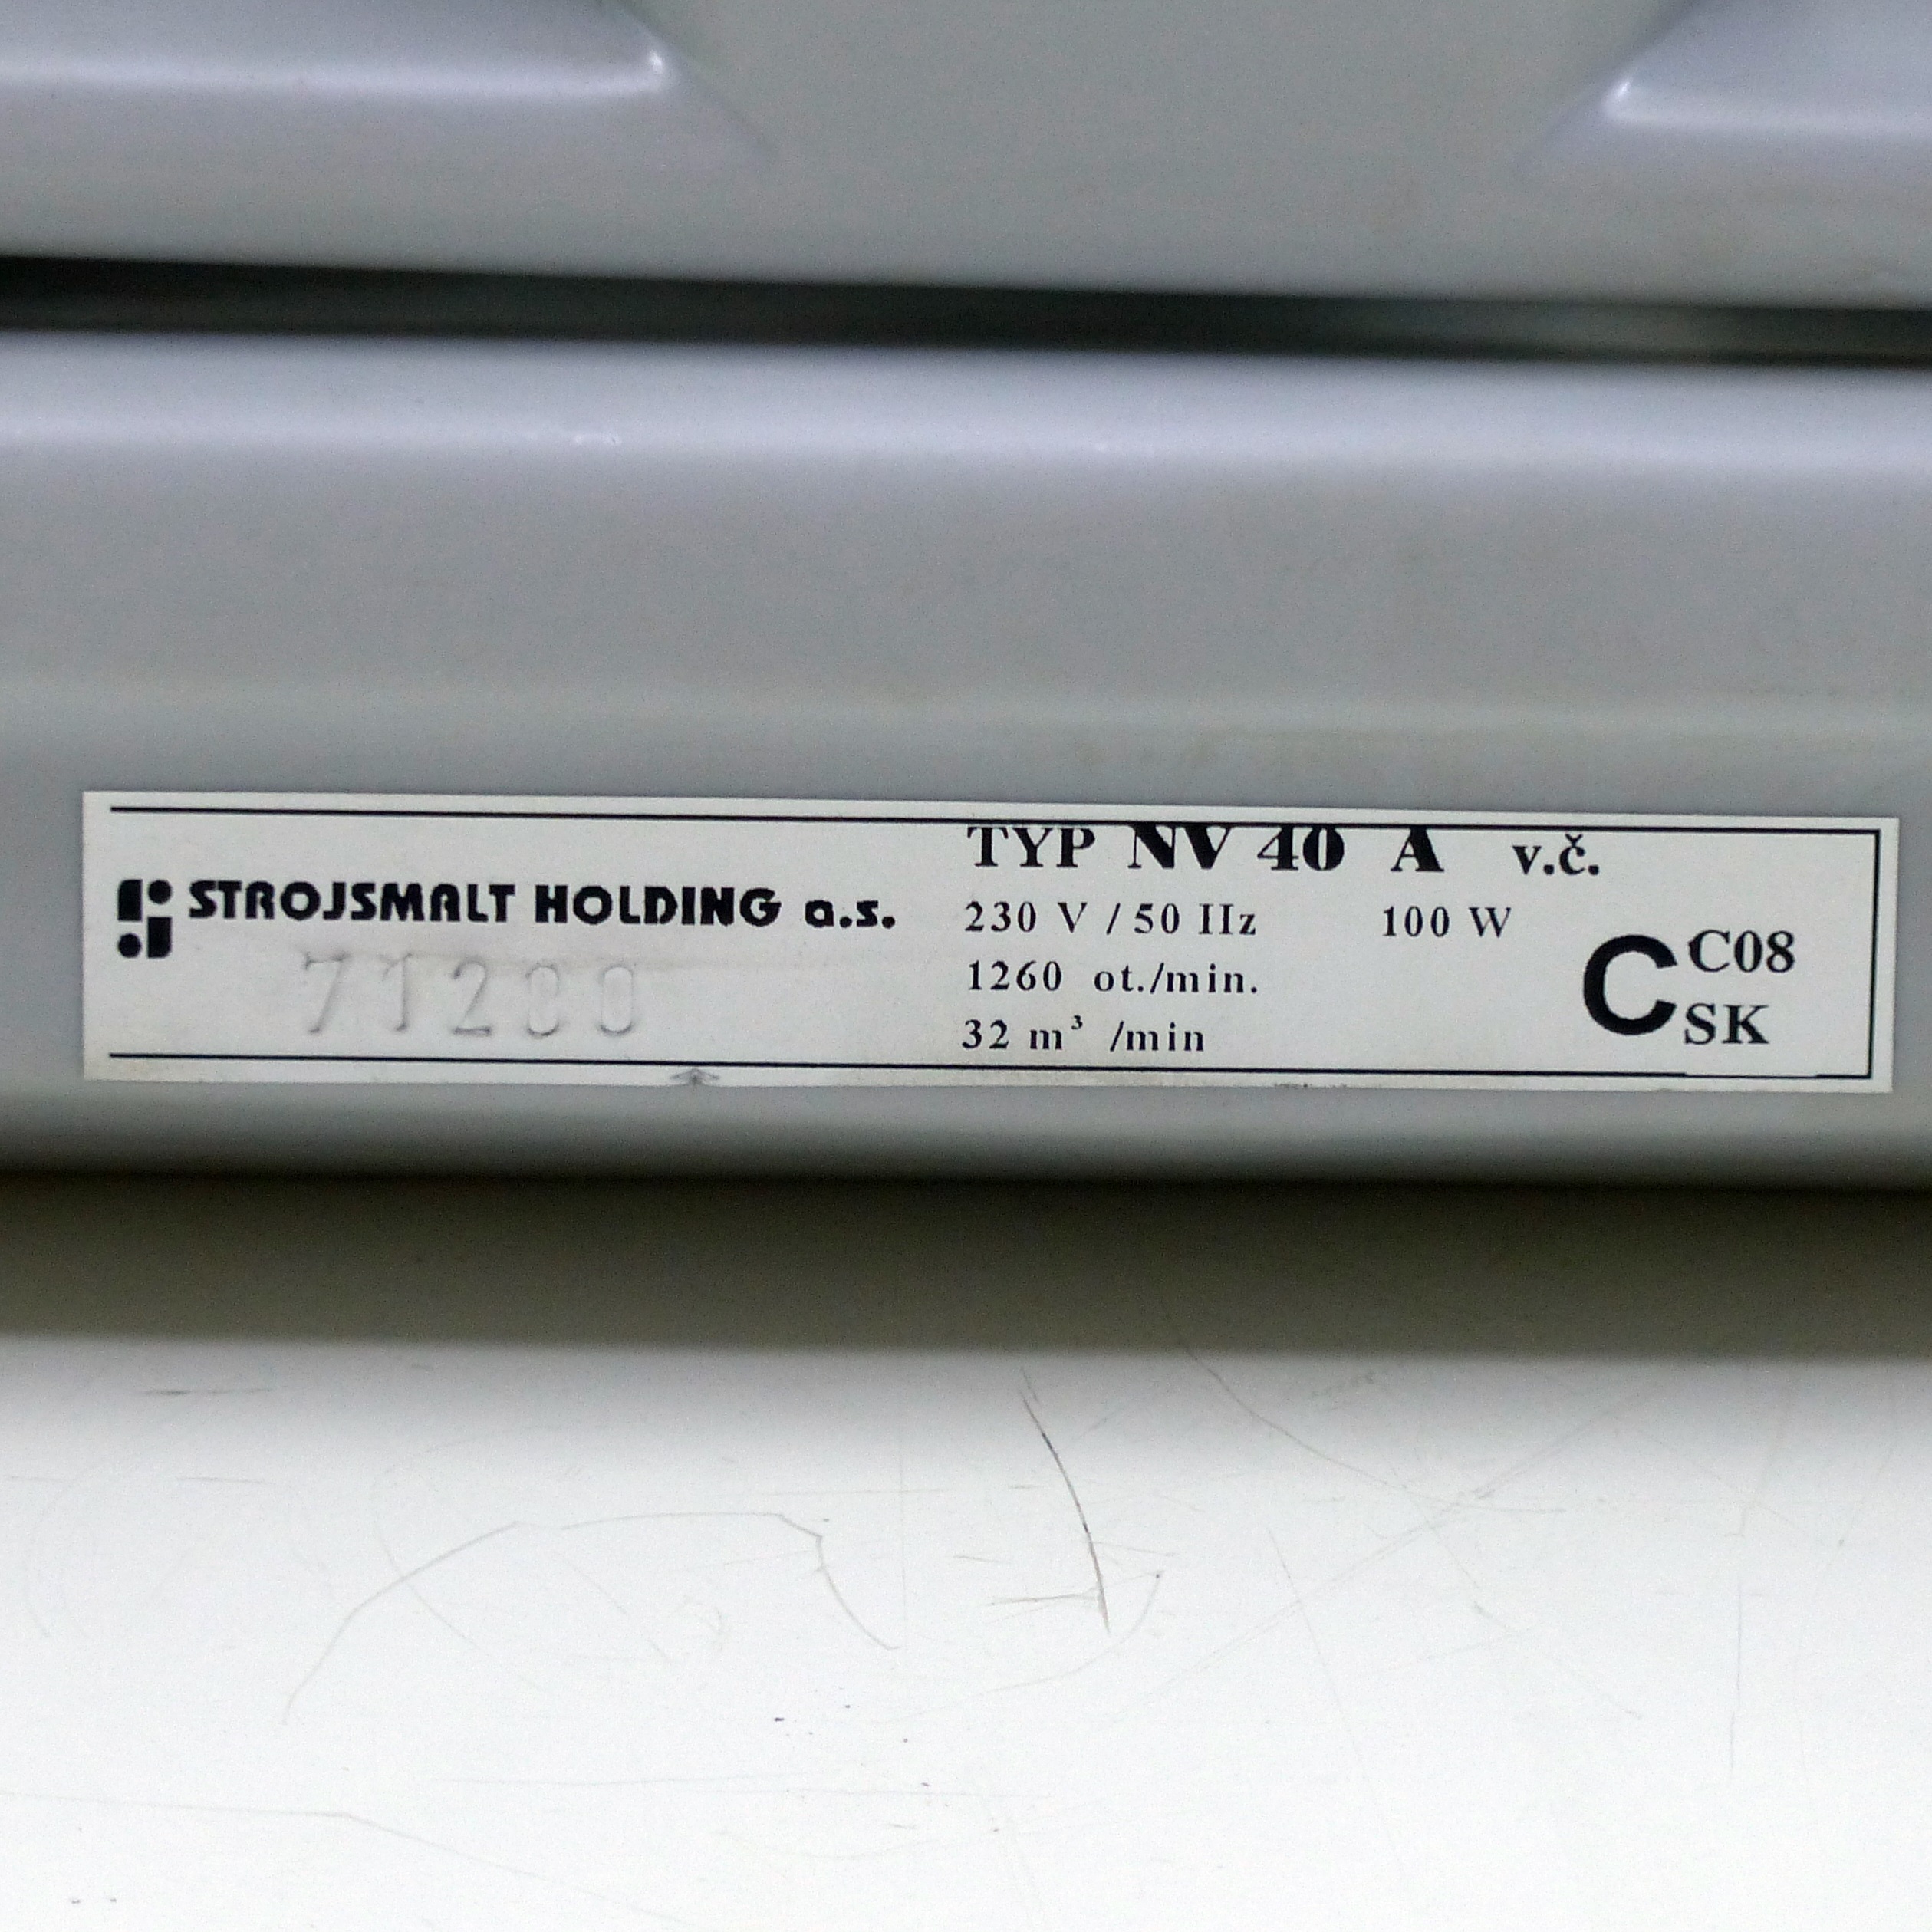 STROJSMALT HOLDING a.s.
71200
TYP NV 40 A v.č.
230 V / 50 Hz 100 W
1260 ot./min.
32 m³ /min
C C08
SK